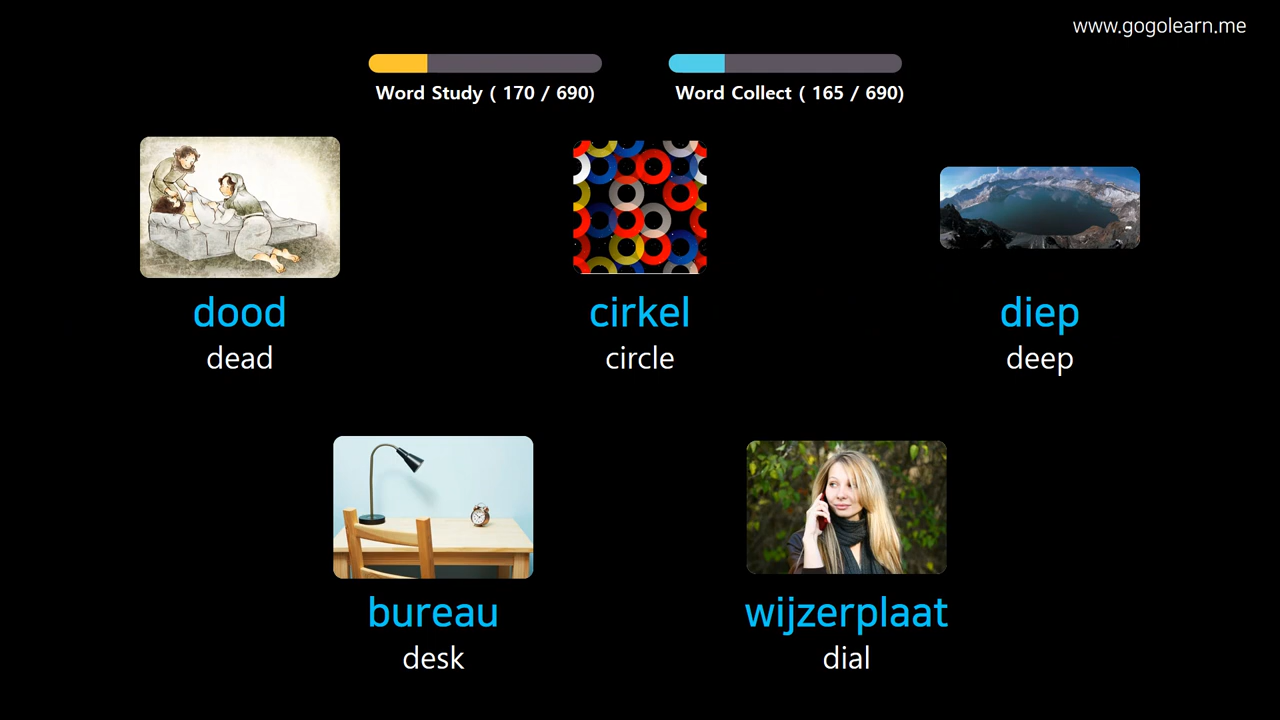 www.gogolearn.me
Word Study ( 170 / 690)
Word Collect ( 165 / 690)
dood
dead
cirkel
circle
diep
deep
bureau
desk
wijzerplaat
dial